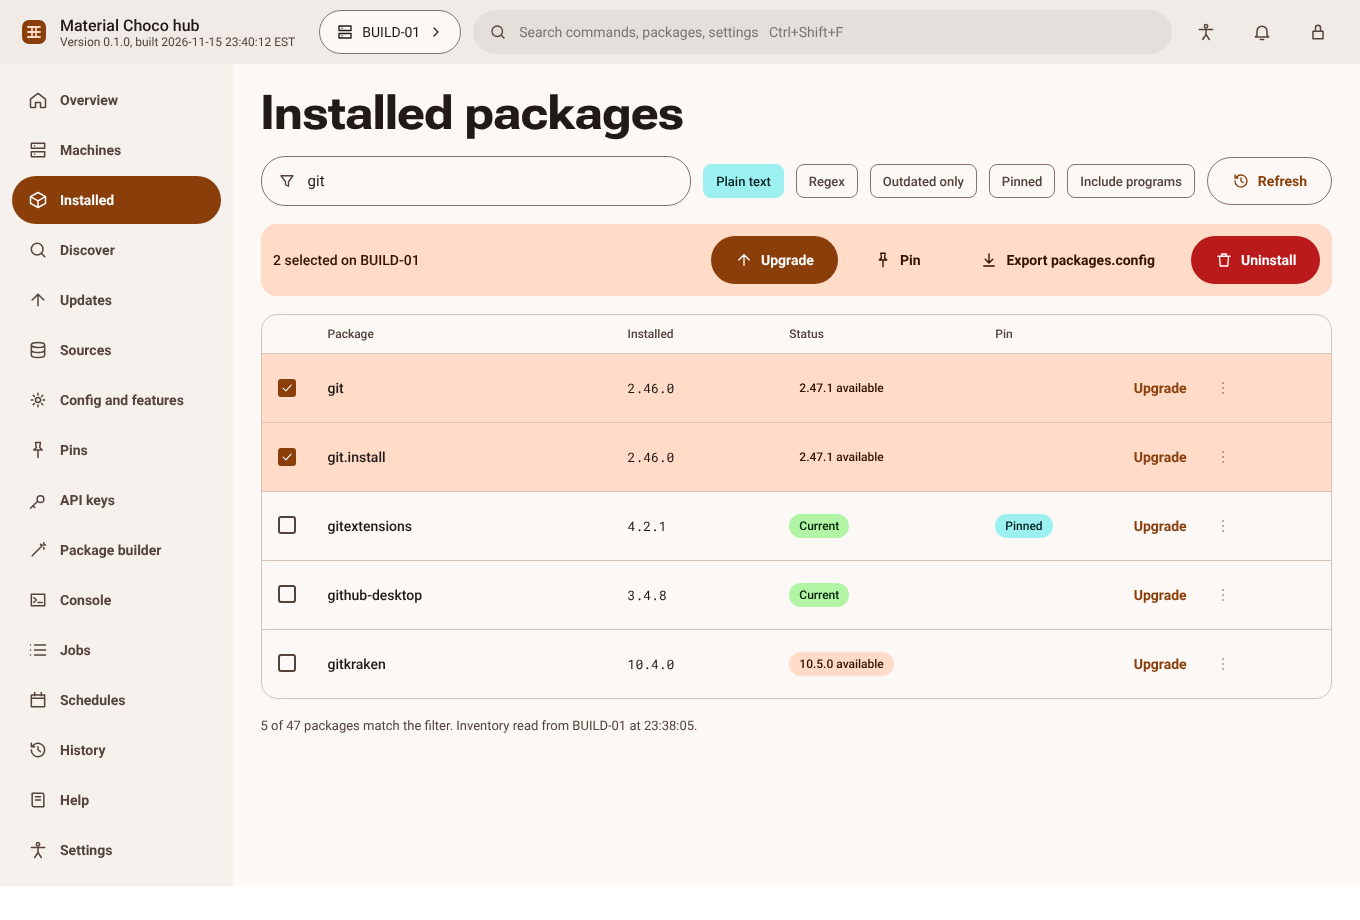 Material Choco hub
Version 0.1.0, built 2026-11-15 23:40:12 EST
BUILD-01
Search commands, packages, settings Ctrl+Shift+F
Overview
Machines
Installed
Discover
Updates
Sources
Config and features
Pins
API keys
Package builder
Console
Jobs
Schedules
History
Help
Settings
Installed packages
git
Plain text
Regex
Outdated only
Pinned
Include programs
Refresh
2 selected on BUILD-01
Upgrade
Pin
Export packages.config
Uninstall
Package Installed Status Pin
git 2.46.0 2.47.1 available Upgrade
git.install 2.46.0 2.47.1 available Upgrade
gitextensions 4.2.1 Current Pinned Upgrade
github-desktop 3.4.8 Current Upgrade
gitkraken 10.4.0 10.5.0 available Upgrade
5 of 47 packages match the filter. Inventory read from BUILD-01 at 23:38:05.